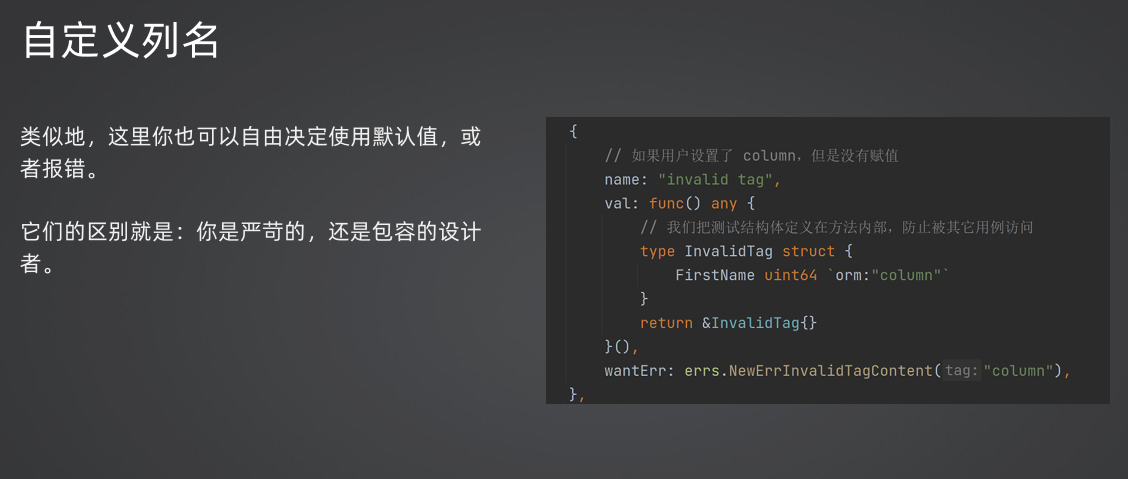 自定义列名
类似地，这里你也可以自由决定使用默认值，或
者报错。
它们的区别就是：你是严苛的，还是包容的设计
者。
{
// 如果用户设置了 column，但是没有赋值
name: "invalid tag",
val: func() any {
// 我们把测试结构体定义在方法内部，防止被其它用例访问
type InvalidTag struct {
FirstName uint64 `orm:"column"`
}
return &InvalidTag{}
}(),
wantErr: errs.NewErrInvalidTagContent( tag: "column"),
},